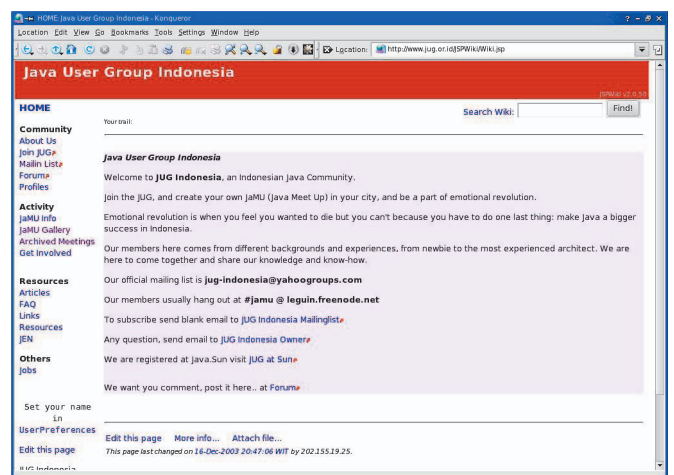 HOME: Java User Group Indonesia - Konqueror
Location Edit View Go Bookmarks Tools Settings Window Help
Location: http://www.jug.or.id/JSPWiki/Wiki.jsp
Java User Group Indonesia
JSPWiki v2.0.50
HOME
Search Wiki: Find!
Your trail:
Community
About Us
Join JUG
Mailin List
Forum
Profiles
Activity
JaMU Info
JaMU Gallery
Archived Meetings
Get Involved
Resources
Articles
FAQ
Links
Resources
JEN
Others
Jobs
Set your name
in
UserPreferences
Edit this page
JUG Indonesia
Java User Group Indonesia
Welcome to JUG Indonesia, an Indonesian Java Community.
Join the JUG, and create your own JaMU (Java Meet Up) in your city, and be a part of emotional revolution.
Emotional revolution is when you feel you wanted to die but you can't because you have to do one last thing: make Java a bigger
success in Indonesia.
Our members here comes from different backgrounds and experiences, from newbie to the most experienced architect. We are
here to come together and share our knowledge and know-how.
Our official mailing list is jug-indonesia@yahoogroups.com
Our members usually hang out at #jamu @ leguin.freenode.net
To subscribe send blank email to JUG Indonesia Mailinglist
Any question, send email to JUG Indonesia Owner
We are registered at Java.Sun visit JUG at Sun
We want you comment, post it here.. at Forum
Edit this page More info... Attach file...
This page last changed on 16-Dec-2003 20:47:06 WIT by 202.155.19.25.